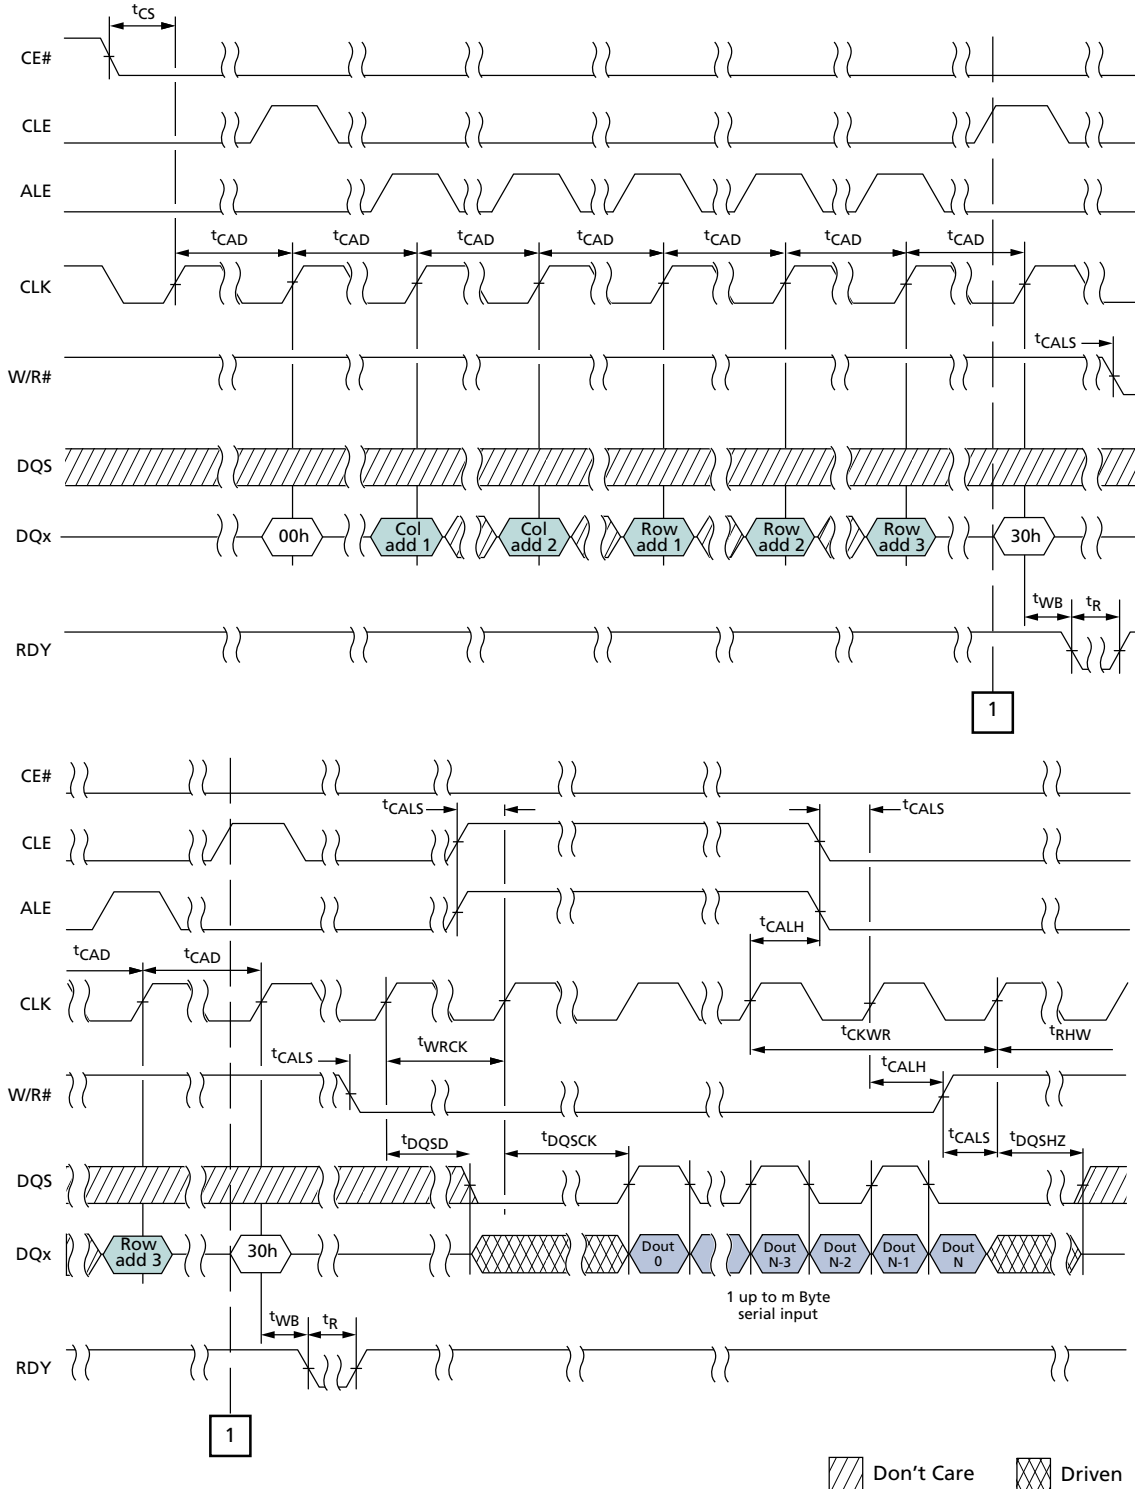 tCS
CE#
CLE
ALE
tCAD tCAD tCAD tCAD tCAD tCAD tCAD
CLK
tCALS
W/R#
DQS
DQx 00h Col add 1 Col add 2 Row add 1 Row add 2 Row add 3 30h
tWB tR
RDY
1
CE#
tCALS tCALS
CLE
ALE
tCALH
tCAD tCAD
CLK
tWRCK tCKWR tRHW
tCALS tCALH
W/R#
tDQSD tDQSCK tCALS tDQSHZ
DQS
DQx Row add 3 30h Dout 0 Dout N-3 Dout N-2 Dout N-1 Dout N
1 up to m Byte
serial input
tWB tR
RDY
1
Don't Care Driven